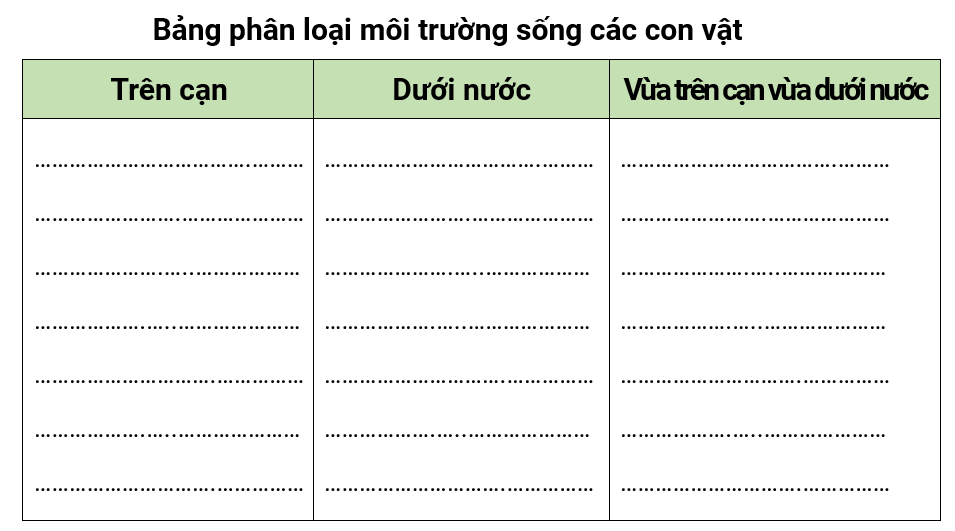 Bảng phân loại môi trường sống các con vật
Trên cạn Dưới nước Vừa trên cạn vừa dưới nước